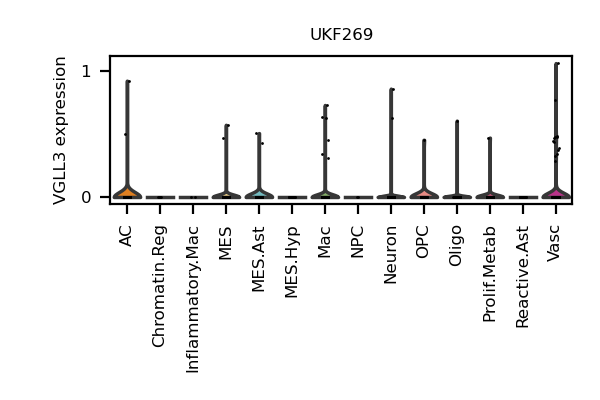 UKF269
VGLL3 expression
1
0
AC
Chromatin.Reg
Inflammatory.Mac
MES
MES.Ast
MES.Hyp
Mac
NPC
Neuron
OPC
Oligo
Prolif.Metab
Reactive.Ast
Vasc